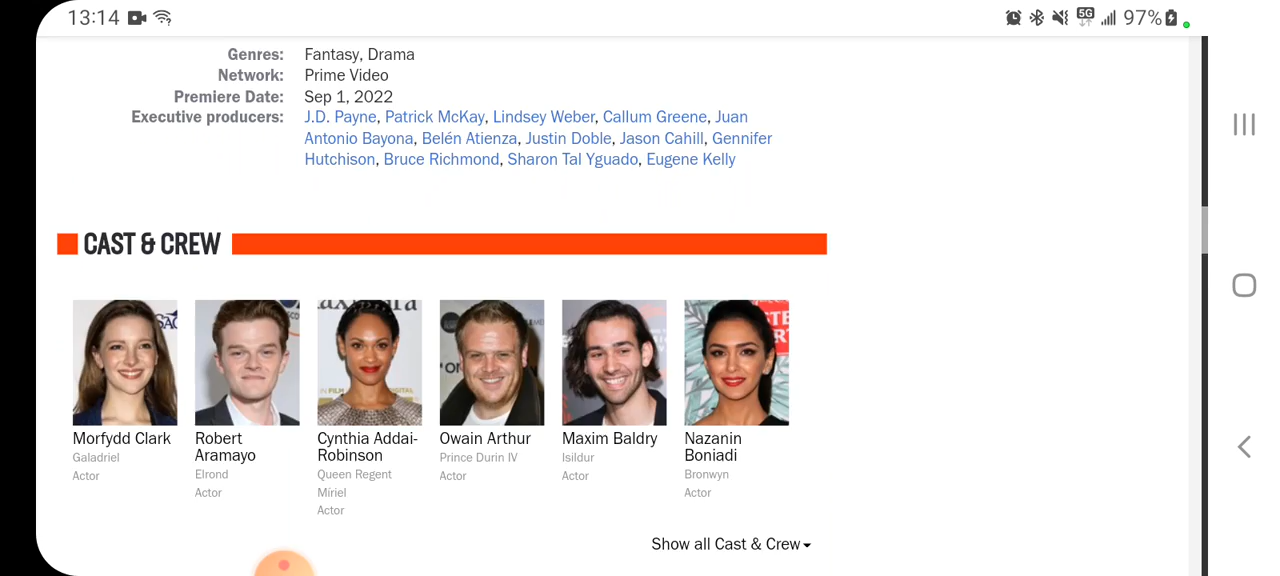 13:14
5G
97%
Genres: Fantasy, Drama
Network: Prime Video
Premiere Date: Sep 1, 2022
Executive producers: J.D. Payne, Patrick McKay, Lindsey Weber, Callum Greene, Juan
Antonio Bayona, Belén Atienza, Justin Doble, Jason Cahill, Gennifer
Hutchison, Bruce Richmond, Sharon Tal Yguado, Eugene Kelly
CAST & CREW
Morfydd Clark
Galadriel
Actor
Robert
Aramayo
Elrond
Actor
Cynthia Addai-
Robinson
Queen Regent
Míriel
Actor
Owain Arthur
Prince Durin IV
Actor
Maxim Baldry
Isildur
Actor
Nazanin
Boniadi
Bronwyn
Actor
Show all Cast & Crew